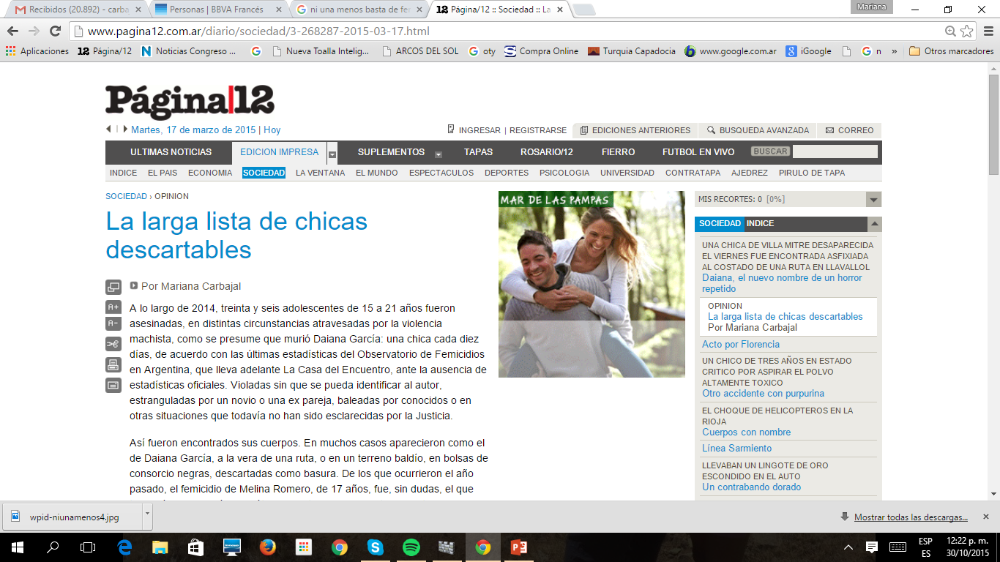 Recibidos (20.892) - carba
Personas | BBVA Francés
ni una menos basta de fe
12 Página/12 :: Sociedad :: La
Mariana
www.pagina12.com.ar/diario/sociedad/3-268287-2015-03-17.html
Aplicaciones
12 Página/12
Noticias Congreso ...
Nueva Toalla Intelig...
ARCOS DEL SOL
oty
Compra Online
Turquia Capadocia
www.google.com.ar
iGoogle
n
»
Otros marcadores
Página|12
Martes, 17 de marzo de 2015 | Hoy
INGRESAR | REGISTRARSE
EDICIONES ANTERIORES
BUSQUEDA AVANZADA
CORREO
ULTIMAS NOTICIAS
EDICION IMPRESA
SUPLEMENTOS
TAPAS
ROSARIO/12
FIERRO
FUTBOL EN VIVO
BUSCAR
INDICE
EL PAIS
ECONOMIA
SOCIEDAD
LA VENTANA
EL MUNDO
ESPECTACULOS
DEPORTES
PSICOLOGIA
UNIVERSIDAD
CONTRATAPA
AJEDREZ
PIRULO DE TAPA
SOCIEDAD › OPINION
La larga lista de chicas
descartables
A+
A-
Por Mariana Carbajal
A lo largo de 2014, treinta y seis adolescentes de 15 a 21 años fueron
asesinadas, en distintas circunstancias atravesadas por la violencia
machista, como se presume que murió Daiana García: una chica cada diez
días, de acuerdo con las últimas estadísticas del Observatorio de Femicidios
en Argentina, que lleva adelante La Casa del Encuentro, ante la ausencia de
estadísticas oficiales. Violadas sin que se pueda identificar al autor,
estranguladas por un novio o una ex pareja, baleadas por conocidos o en
otras situaciones que todavía no han sido esclarecidas por la Justicia.
Así fueron encontrados sus cuerpos. En muchos casos aparecieron como el
de Daiana García, a la vera de una ruta, o en un terreno baldío, en bolsas de
consorcio negras, descartadas como basura. De los que ocurrieron el año
pasado, el femicidio de Melina Romero, de 17 años, fue, sin dudas, el que
MAR DE LAS PAMPAS
MIS RECORTES: 0 [0%]
SOCIEDAD INDICE
UNA CHICA DE VILLA MITRE DESAPARECIDA
EL VIERNES FUE ENCONTRADA ASFIXIADA
AL COSTADO DE UNA RUTA EN LLAVALLOL
Daiana, el nuevo nombre de un horror
repetido
OPINION
La larga lista de chicas descartables
Por Mariana Carbajal
Acto por Florencia
UN CHICO DE TRES AÑOS EN ESTADO
CRITICO POR ASPIRAR EL POLVO
ALTAMENTE TOXICO
Otro accidente con purpurina
EL CHOQUE DE HELICOPTEROS EN LA
RIOJA
Cuerpos con nombre
Línea Sarmiento
LLEVABAN UN LINGOTE DE ORO
ESCONDIDO EN EL AUTO
Un contrabando dorado
wpid-niunamenos4.jpg
Mostrar todas las descargas...
ESP
ES
12:22 p. m.
30/10/2015